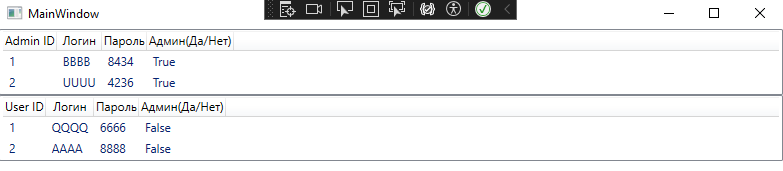 MainWindow
Admin ID Логин Пароль Админ(Да/Нет)
1 BBBB 8434 True
2 UUUU 4236 True
User ID Логин Пароль Админ(Да/Нет)
1 QQQQ 6666 False
2 AAAA 8888 False